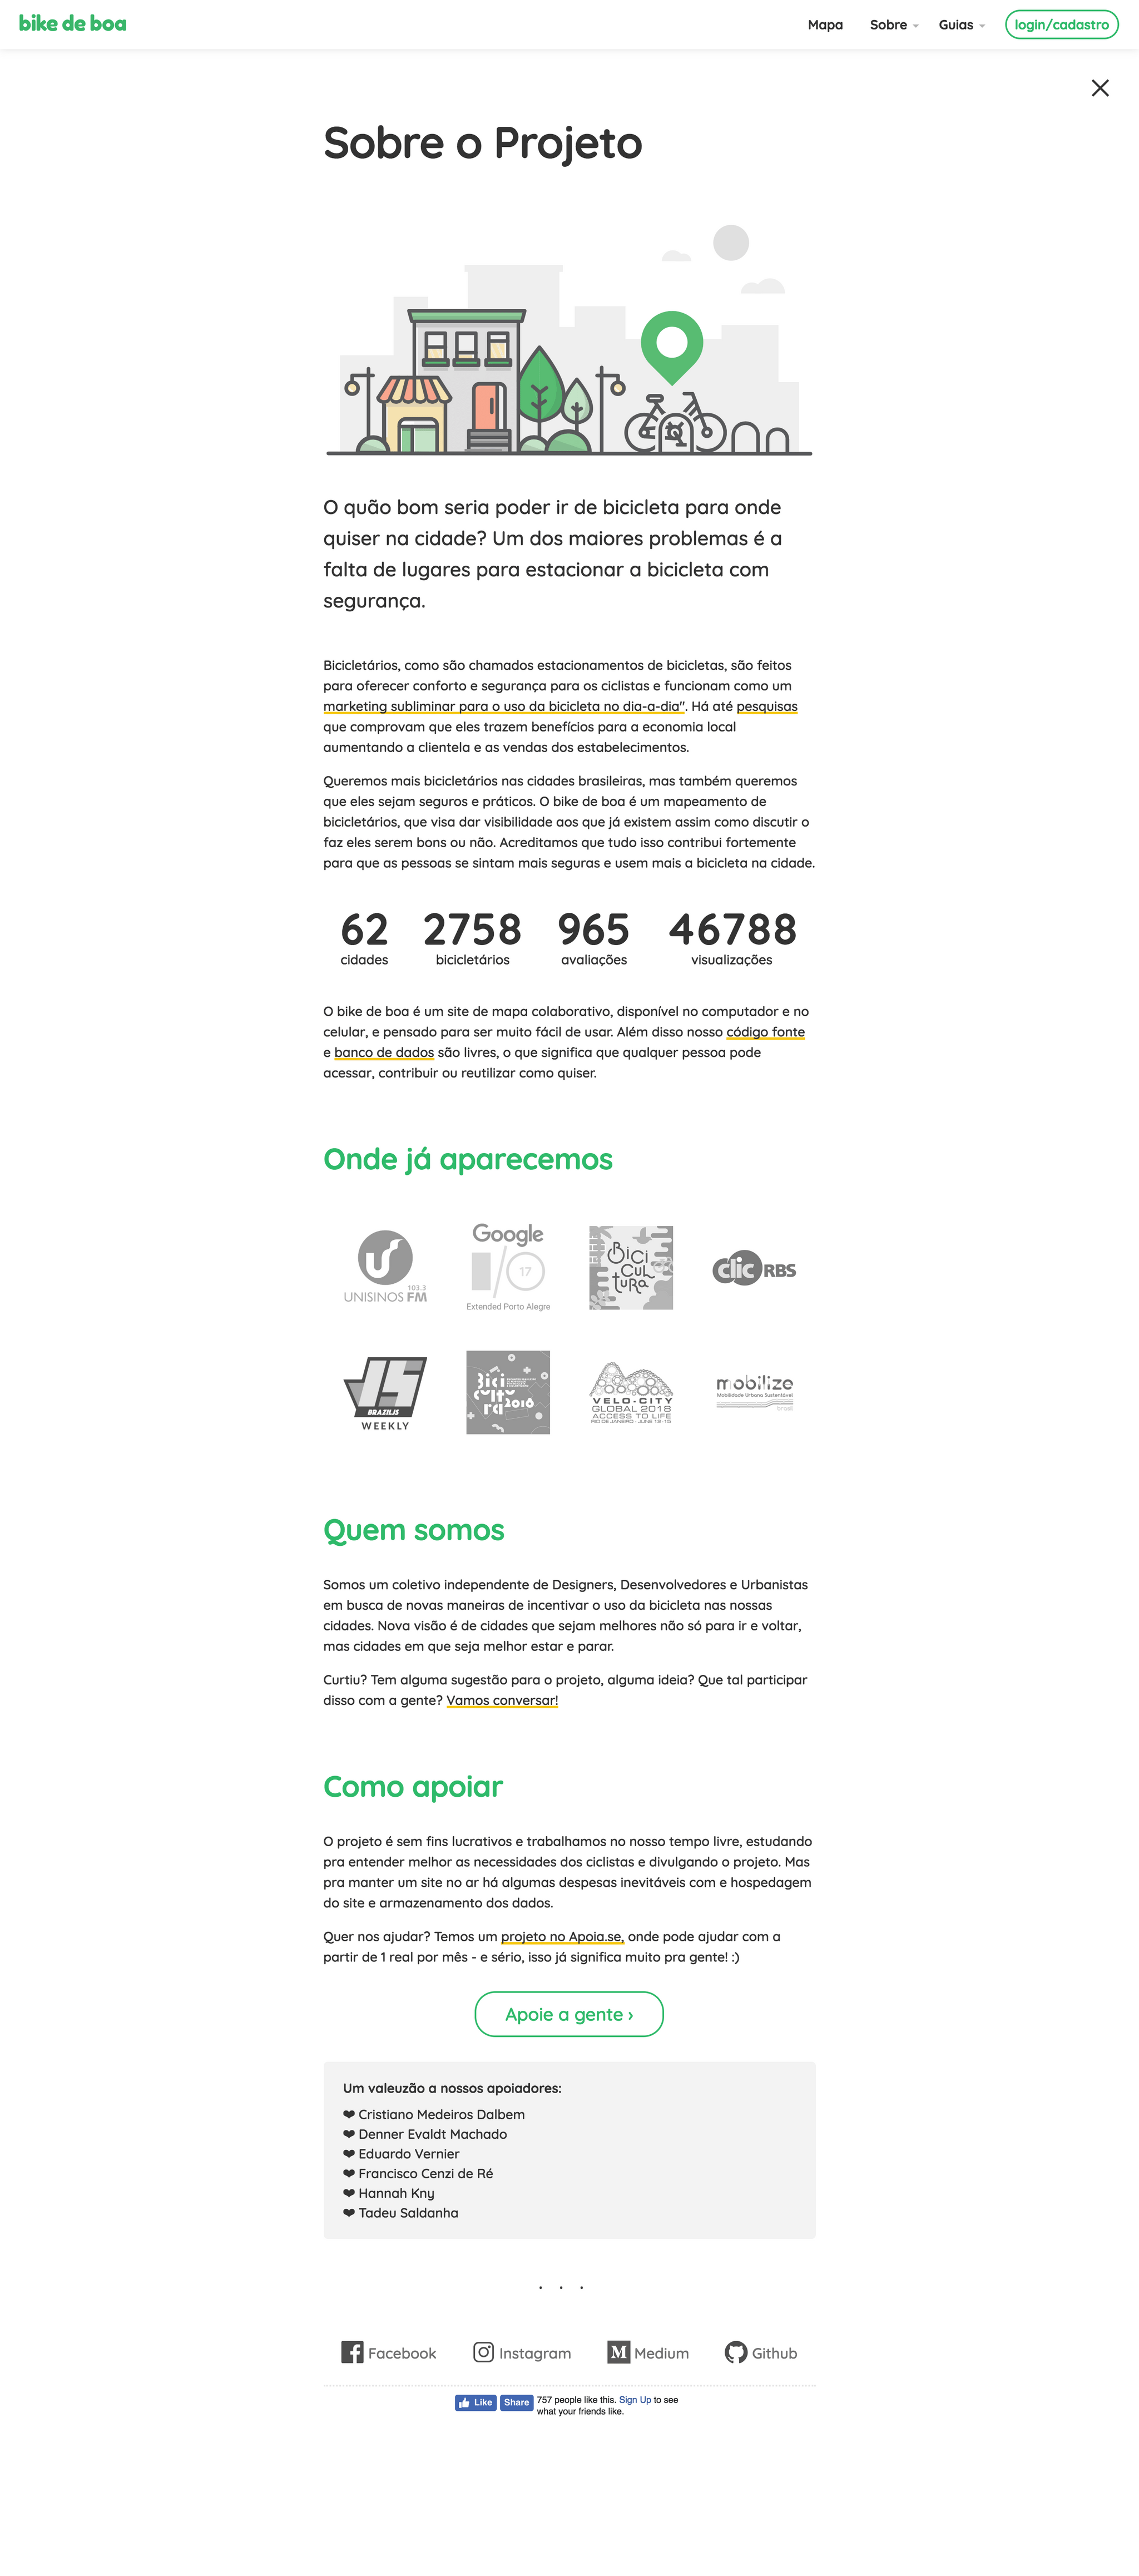 bike de boa
Mapa
Sobre
Guias
login/cadastro
Sobre o Projeto
O quão bom seria poder ir de bicicleta para onde
quiser na cidade? Um dos maiores problemas é a
falta de lugares para estacionar a bicicleta com
segurança.
Bicicletários, como são chamados estacionamentos de bicicletas, são feitos
para oferecer conforto e segurança para os ciclistas e funcionam como um
marketing subliminar para o uso da bicicleta no dia-a-dia". Há até pesquisas
que comprovam que eles trazem benefícios para a economia local
aumentando a clientela e as vendas dos estabelecimentos.
Queremos mais bicicletários nas cidades brasileiras, mas também queremos
que eles sejam seguros e práticos. O bike de boa é um mapeamento de
bicicletários, que visa dar visibilidade aos que já existem assim como discutir o
faz eles serem bons ou não. Acreditamos que tudo isso contribui fortemente
para que as pessoas se sintam mais seguras e usem mais a bicicleta na cidade.
62 2758 965 46788
cidades bicicletários avaliações visualizações
O bike de boa é um site de mapa colaborativo, disponível no computador e no
celular, e pensado para ser muito fácil de usar. Além disso nosso código fonte
e banco de dados são livres, o que significa que qualquer pessoa pode
acessar, contribuir ou reutilizar como quiser.
Onde já aparecemos
103.3
UNISINOS FM
Google
I/O 17
Extended Porto Alegre
BiCi
CuL
TuRa
clicRBS
JS
BRAZILJS
WEEKLY
Bici
cultu
ra2018
VELO-CITY
GLOBAL 2018
ACCESS TO LIFE
RIO DE JANEIRO - JUNE 12-15
mobilize
Mobilidade Urbana Sustentável
brasil
Quem somos
Somos um coletivo independente de Designers, Desenvolvedores e Urbanistas
em busca de novas maneiras de incentivar o uso da bicicleta nas nossas
cidades. Nova visão é de cidades que sejam melhores não só para ir e voltar,
mas cidades em que seja melhor estar e parar.
Curtiu? Tem alguma sugestão para o projeto, alguma ideia? Que tal participar
disso com a gente? Vamos conversar!
Como apoiar
O projeto é sem fins lucrativos e trabalhamos no nosso tempo livre, estudando
pra entender melhor as necessidades dos ciclistas e divulgando o projeto. Mas
pra manter um site no ar há algumas despesas inevitáveis com e hospedagem
do site e armazenamento dos dados.
Quer nos ajudar? Temos um projeto no Apoia.se, onde pode ajudar com a
partir de 1 real por mês - e sério, isso já significa muito pra gente! :)
Apoie a gente ›
Um valeuzão a nossos apoiadores:
❤ Cristiano Medeiros Dalbem
❤ Denner Evaldt Machado
❤ Eduardo Vernier
❤ Francisco Cenzi de Ré
❤ Hannah Kny
❤ Tadeu Saldanha
. . .
Facebook
Instagram
Medium
Github
Like Share 757 people like this. Sign Up to see
what your friends like.